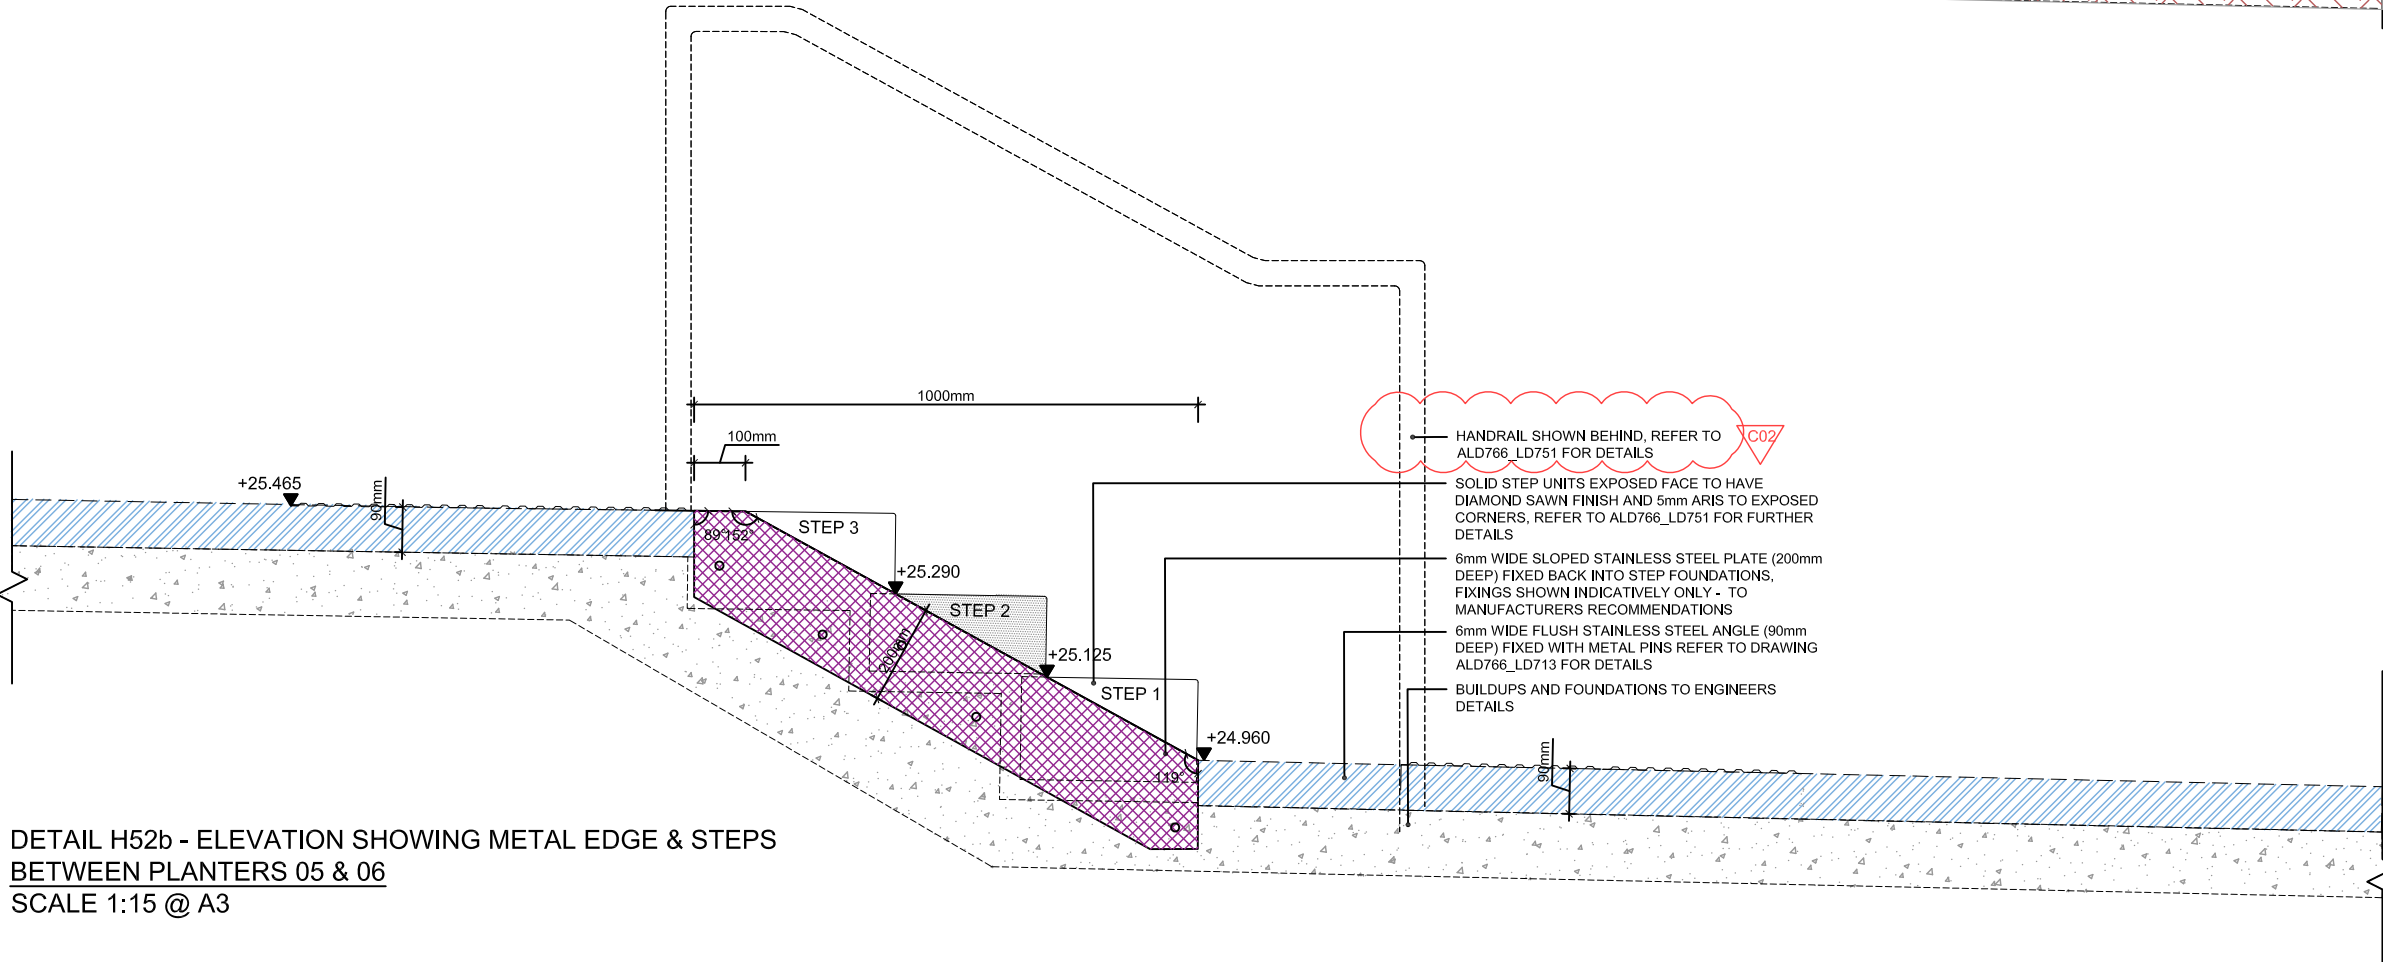 1000mm
100mm
HANDRAIL SHOWN BEHIND, REFER TO
ALD766_LD751 FOR DETAILS
C02
SOLID STEP UNITS EXPOSED FACE TO HAVE
DIAMOND SAWN FINISH AND 5mm ARIS TO EXPOSED
CORNERS, REFER TO ALD766_LD751 FOR FURTHER
DETAILS
6mm WIDE SLOPED STAINLESS STEEL PLATE (200mm
DEEP) FIXED BACK INTO STEP FOUNDATIONS,
FIXINGS SHOWN INDICATIVELY ONLY - TO
MANUFACTURERS RECOMMENDATIONS
6mm WIDE FLUSH STAINLESS STEEL ANGLE (90mm
DEEP) FIXED WITH METAL PINS REFER TO DRAWING
ALD766_LD713 FOR DETAILS
BUILDUPS AND FOUNDATIONS TO ENGINEERS
DETAILS
+25.465
90mm
89°
152°
STEP 3
+25.290
STEP 2
200mm
+25.125
STEP 1
+24.960
119°
90mm
DETAIL H52b - ELEVATION SHOWING METAL EDGE & STEPS
BETWEEN PLANTERS 05 & 06
SCALE 1:15 @ A3